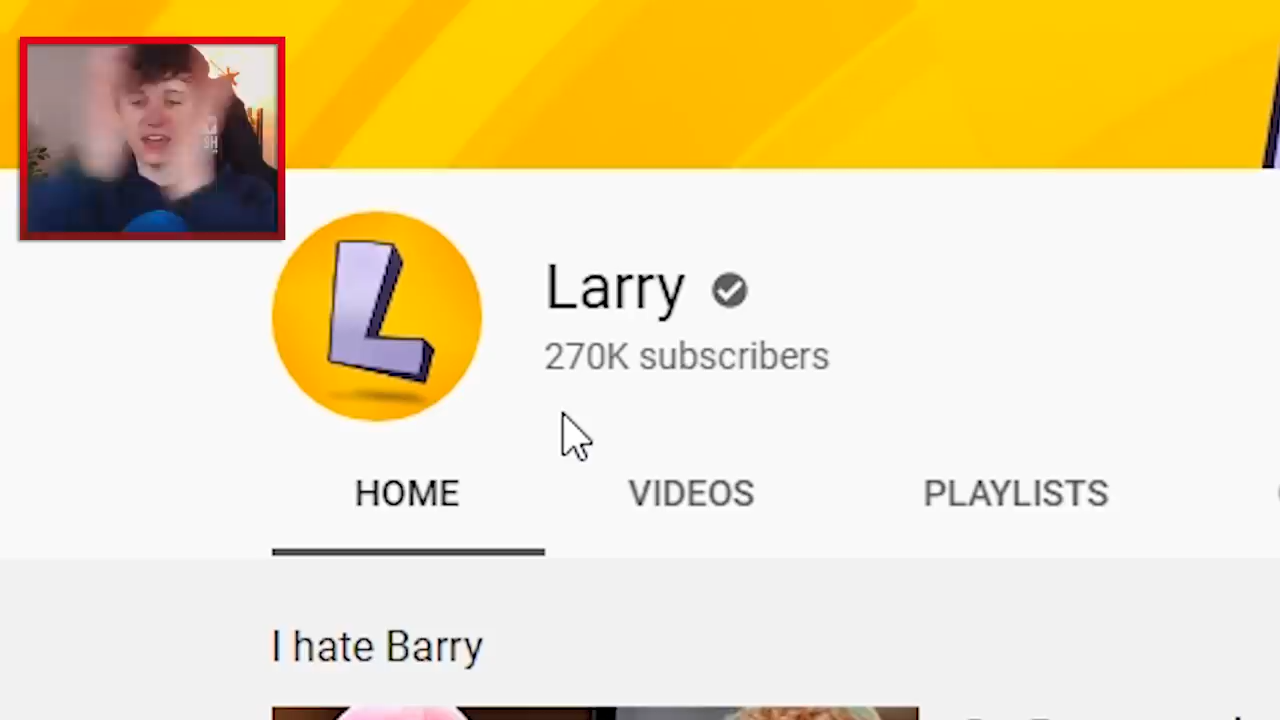 L
Larry
270K subscribers
HOME VIDEOS PLAYLISTS
I hate Barry